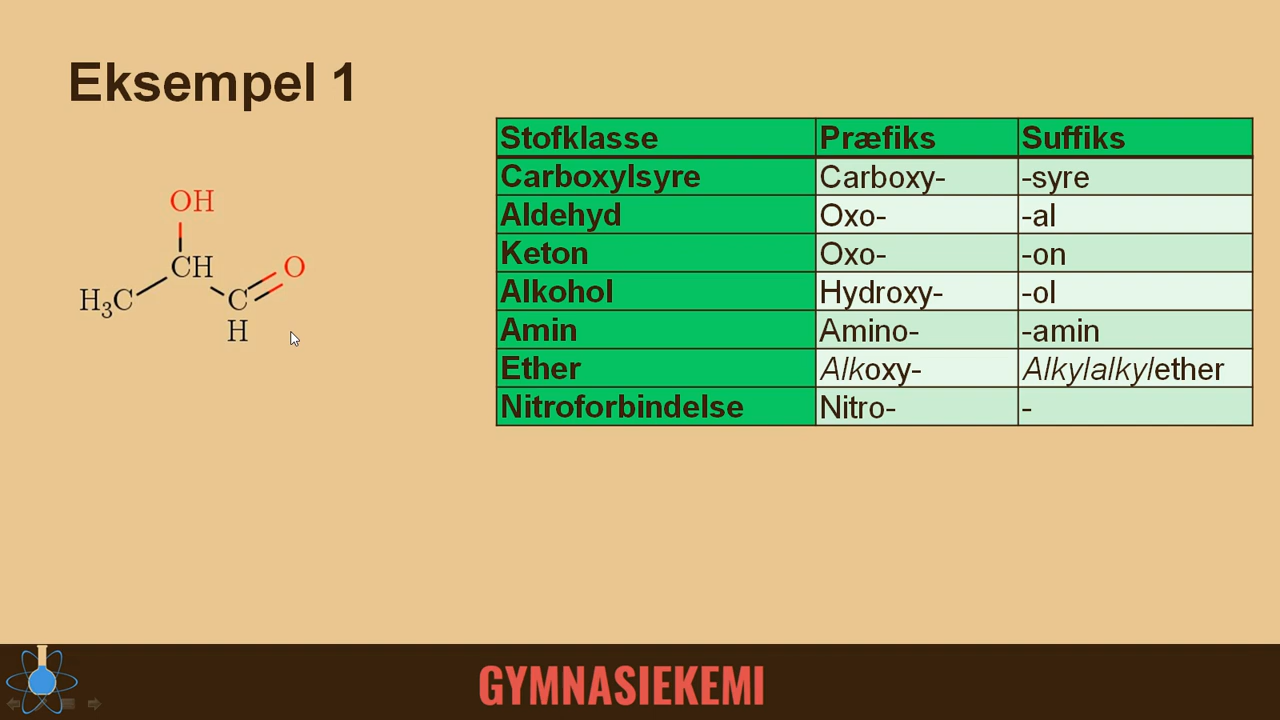 Eksempel 1
OH
CH
O
H₃C
C
H
Stofklasse Præfiks Suffiks
Carboxylsyre Carboxy- -syre
Aldehyd Oxo- -al
Keton Oxo- -on
Alkohol Hydroxy- -ol
Amin Amino- -amin
Ether Alkoxy- Alkylalkylether
Nitroforbindelse Nitro- -
GYMNASIEKEMI